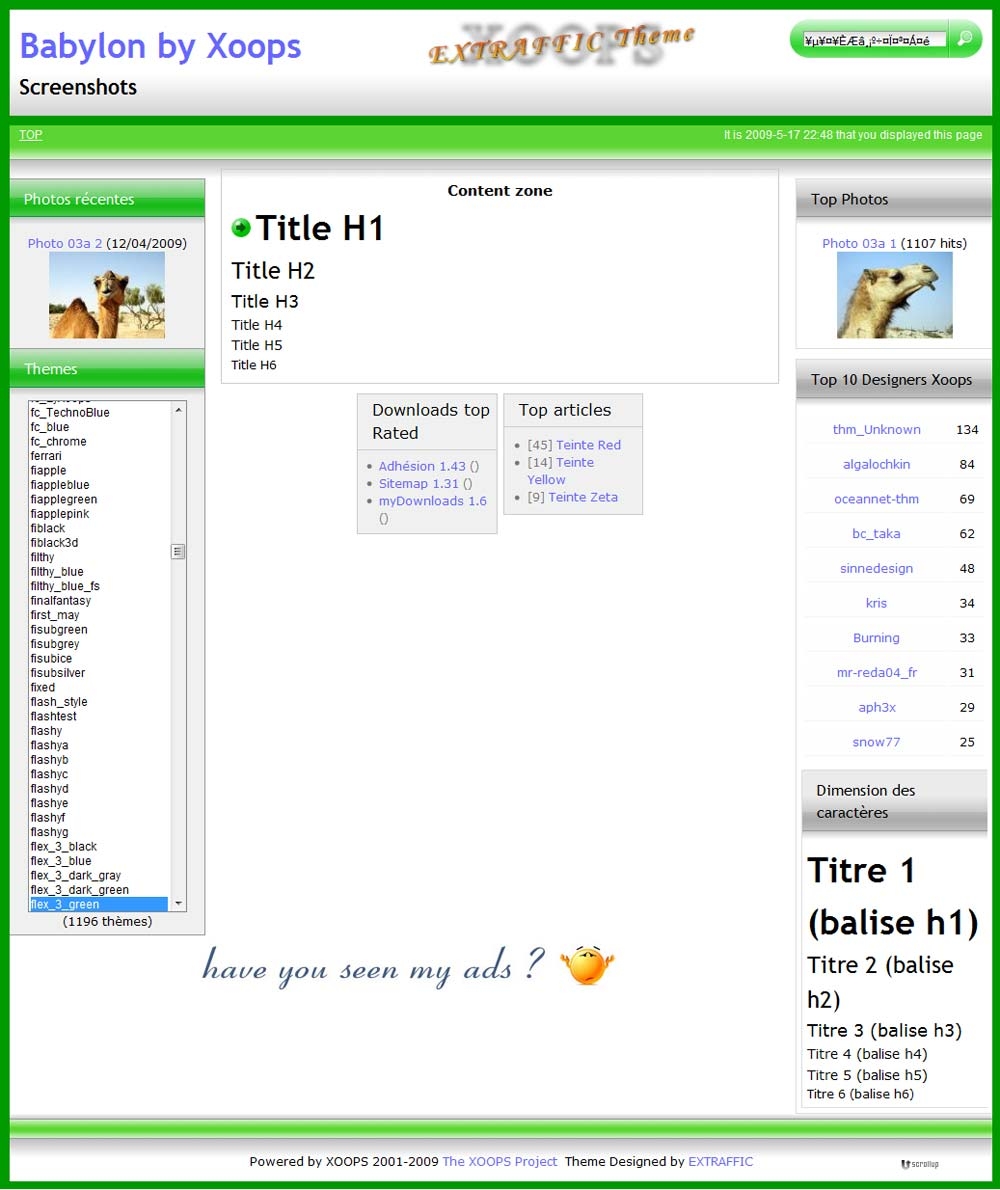 Babylon by Xoops
XOOPS
EXTRAFFIC Theme
Screenshots
TOP
It is 2009-5-17 22:48 that you displayed this page
Photos récentes
Photo 03a 2 (12/04/2009)
Themes
fc_TechnoBlue
fc_blue
fc_chrome
ferrari
fiapple
fiappleblue
fiapplegreen
fiapplepink
fiblack
fiblack3d
filthy
filthy_blue
filthy_blue_fs
finalfantasy
first_may
fisubgreen
fisubgrey
fisubice
fisubsilver
fixed
flash_style
flashtest
flashy
flashya
flashyb
flashyc
flashyd
flashye
flashyf
flashyg
flex_3_black
flex_3_blue
flex_3_dark_gray
flex_3_dark_green
flex_3_green
(1196 thèmes)
Content zone
Title H1
Title H2
Title H3
Title H4
Title H5
Title H6
Downloads top
Rated
Adhésion 1.43 ()
Sitemap 1.31 ()
myDownloads 1.6
()
Top articles
[45] Teinte Red
[14] Teinte
Yellow
[9] Teinte Zeta
have you seen my ads ?
Top Photos
Photo 03a 1 (1107 hits)
Top 10 Designers Xoops
thm_Unknown 134
algalochkin 84
oceannet-thm 69
bc_taka 62
sinnedesign 48
kris 34
Burning 33
mr-reda04_fr 31
aph3x 29
snow77 25
Dimension des
caractères
Titre 1
(balise h1)
Titre 2 (balise
h2)
Titre 3 (balise h3)
Titre 4 (balise h4)
Titre 5 (balise h5)
Titre 6 (balise h6)
Powered by XOOPS 2001-2009 The XOOPS Project Theme Designed by EXTRAFFIC
scrollup